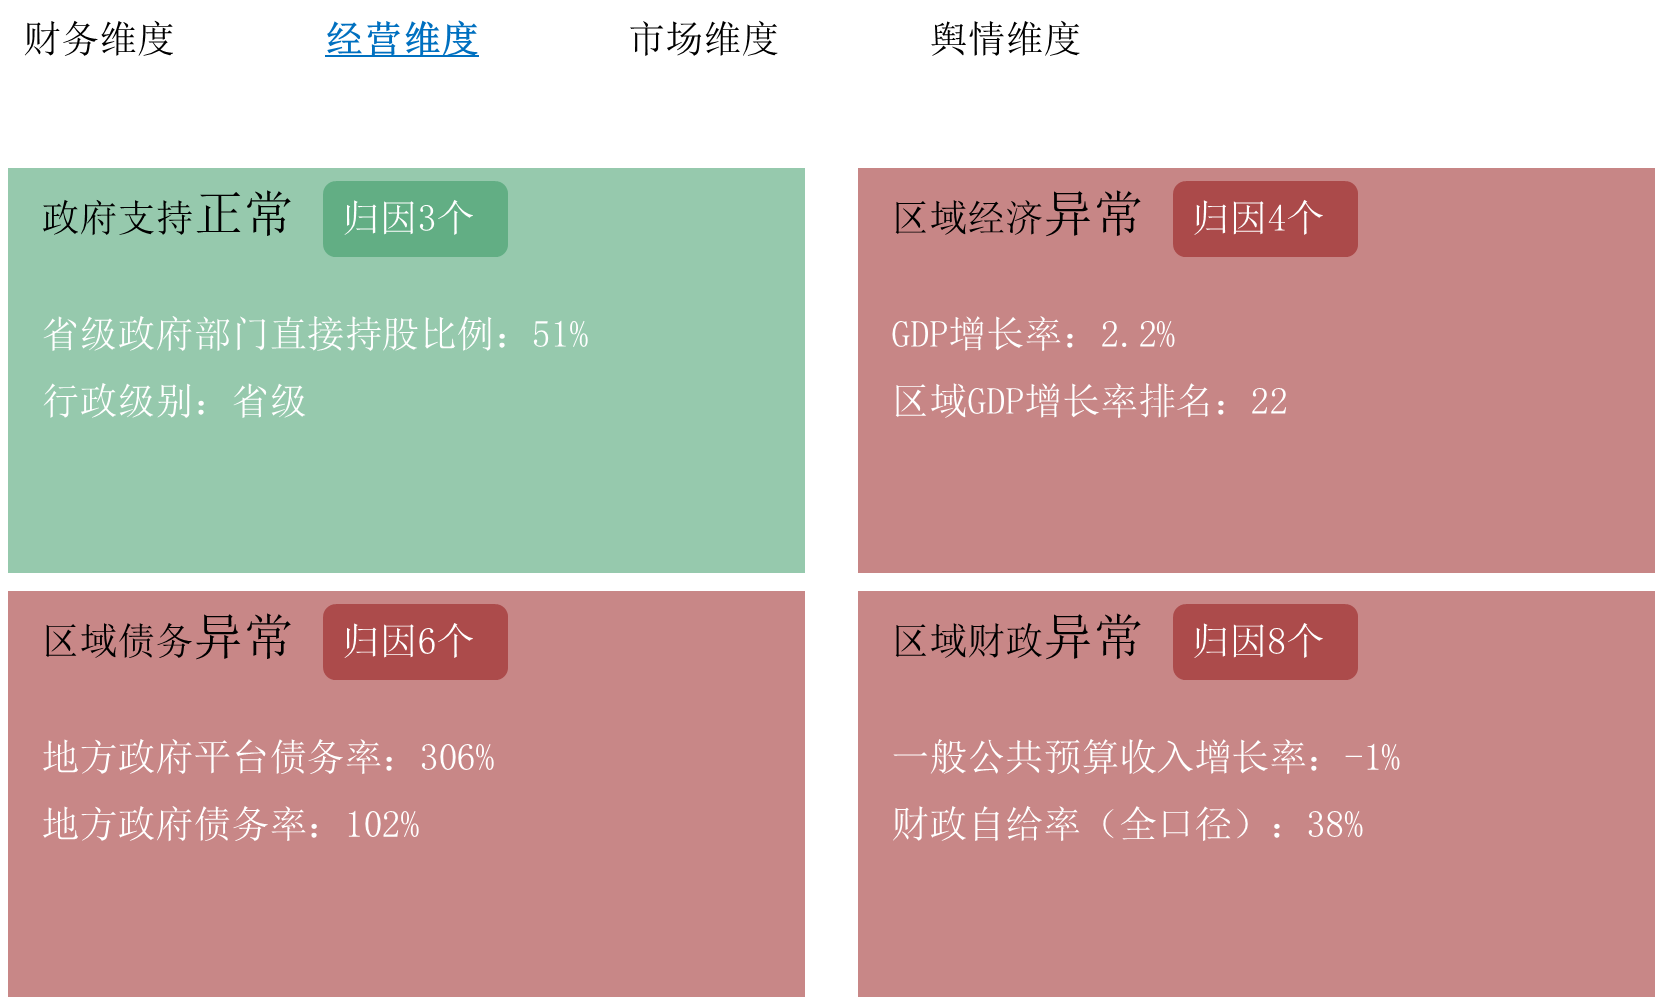 财务维度 经营维度 市场维度 舆情维度
政府支持正常 归因3个
省级政府部门直接持股比例：51%
行政级别：省级
区域经济异常 归因4个
GDP增长率：2.2%
区域GDP增长率排名：22
区域债务异常 归因6个
地方政府平台债务率：306%
地方政府债务率：102%
区域财政异常 归因8个
一般公共预算收入增长率：-1%
财政自给率（全口径）：38%